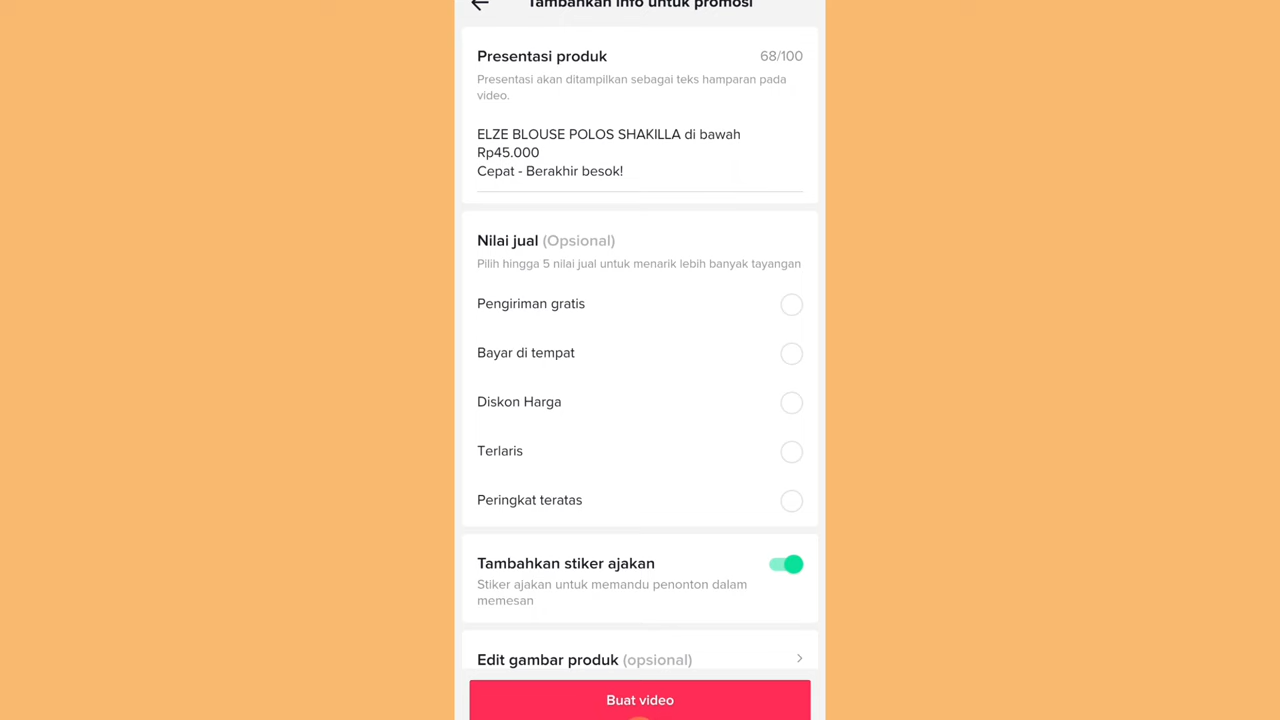 Tambahkan info untuk promosi
Presentasi produk 68/100
Presentasi akan ditampilkan sebagai teks hamparan pada
video.
ELZE BLOUSE POLOS SHAKILLA di bawah
Rp45.000
Cepat - Berakhir besok!
Nilai jual (Opsional)
Pilih hingga 5 nilai jual untuk menarik lebih banyak tayangan
Pengiriman gratis
Bayar di tempat
Diskon Harga
Terlaris
Peringkat teratas
Tambahkan stiker ajakan
Stiker ajakan untuk memandu penonton dalam
memesan
Edit gambar produk (opsional)
Buat video